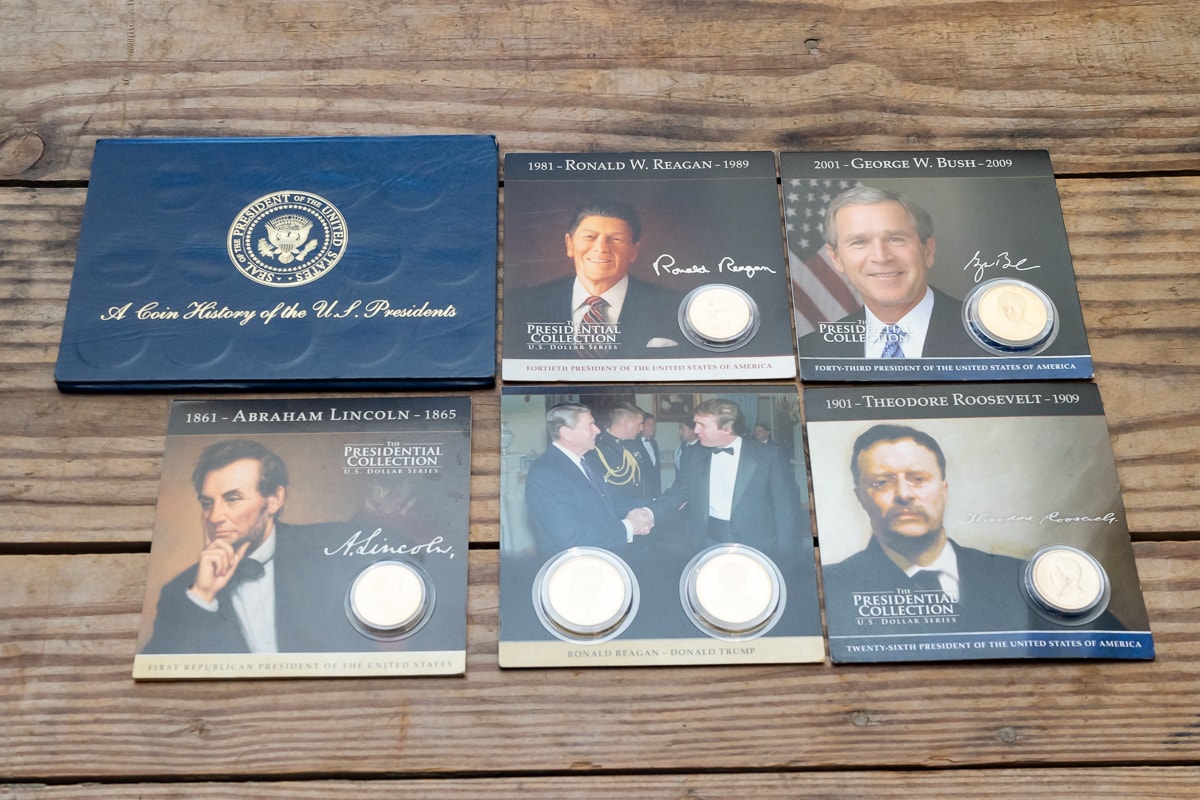 SEAL OF THE PRESIDENT OF THE UNITED STATES
A Coin History of the U.S. Presidents
1981 - RONALD W. REAGAN - 1989
Ronald Reagan
THE
PRESIDENTIAL
COLLECTION
U.S. DOLLAR SERIES
FORTIETH PRESIDENT OF THE UNITED STATES OF AMERICA
2001 - GEORGE W. BUSH - 2009
THE
PRESIDENTIAL
COLLECTION
FORTY-THIRD PRESIDENT OF THE UNITED STATES OF AMERICA
1861 - ABRAHAM LINCOLN - 1865
THE
PRESIDENTIAL
COLLECTION
U.S. DOLLAR SERIES
A. Lincoln.
FIRST REPUBLICAN PRESIDENT OF THE UNITED STATES
RONALD REAGAN - DONALD TRUMP
1901 - THEODORE ROOSEVELT - 1909
Theodore Roosevelt
THE
PRESIDENTIAL
COLLECTION
U.S. DOLLAR SERIES
TWENTY-SIXTH PRESIDENT OF THE UNITED STATES OF AMERICA